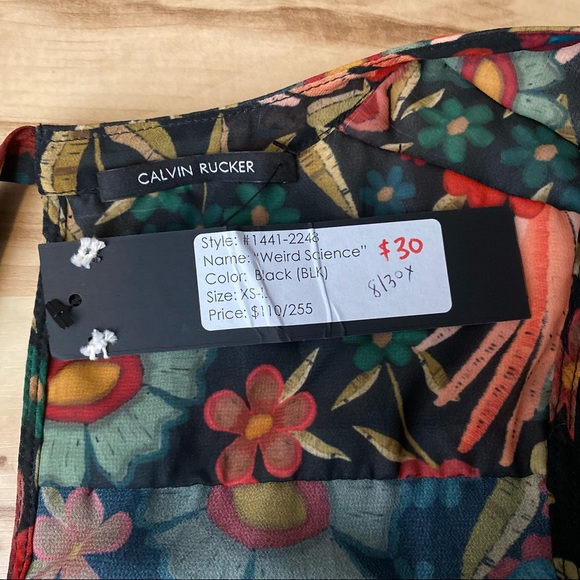 CALVIN RUCKER
Style: #1441-2248
Name: "Weird Science"
Color: Black (BLK)
Size: XS-L
Price: $110/255
$30
8130X